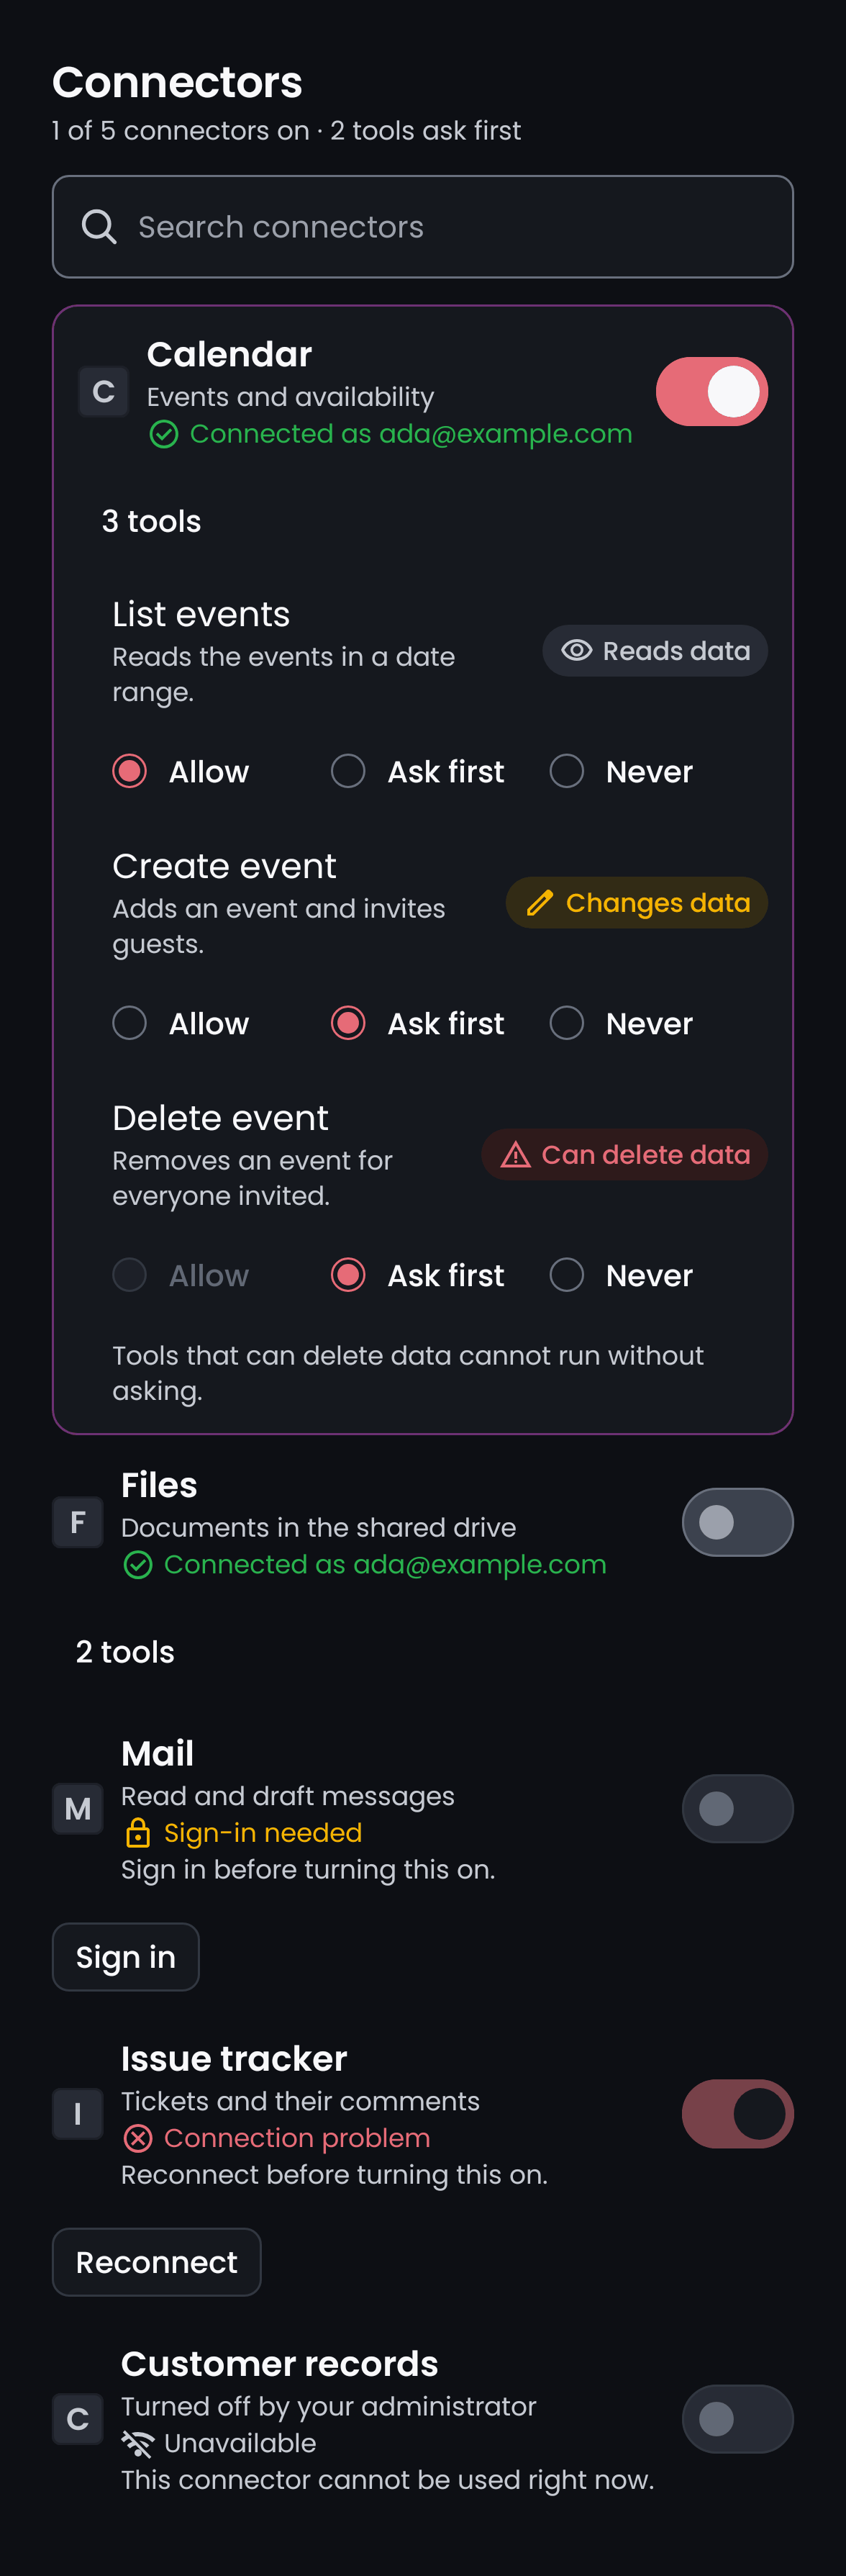 Connectors
1 of 5 connectors on · 2 tools ask first
Search connectors
C
Calendar
Events and availability
Connected as ada@example.com
3 tools
List events
Reads the events in a date
range.
Reads data
Allow
Ask first
Never
Create event
Adds an event and invites
guests.
Changes data
Allow
Ask first
Never
Delete event
Removes an event for
everyone invited.
Can delete data
Allow
Ask first
Never
Tools that can delete data cannot run without
asking.
F
Files
Documents in the shared drive
Connected as ada@example.com
2 tools
M
Mail
Read and draft messages
Sign-in needed
Sign in before turning this on.
Sign in
I
Issue tracker
Tickets and their comments
Connection problem
Reconnect before turning this on.
Reconnect
C
Customer records
Turned off by your administrator
Unavailable
This connector cannot be used right now.